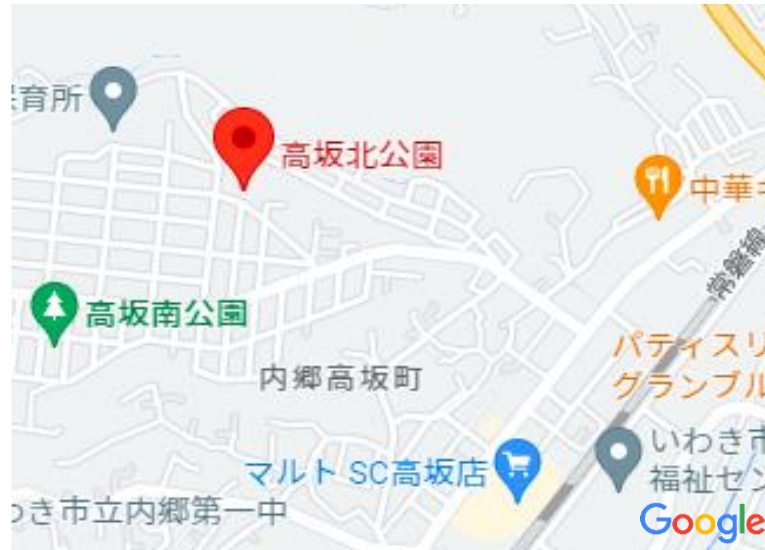 育所
高坂北公園
中華
常磐線
高坂南公園
パティスリ
グランブル
内郷高坂町
いわき市
福祉セン
マルト SC高坂店
き市立内郷第一中
Google